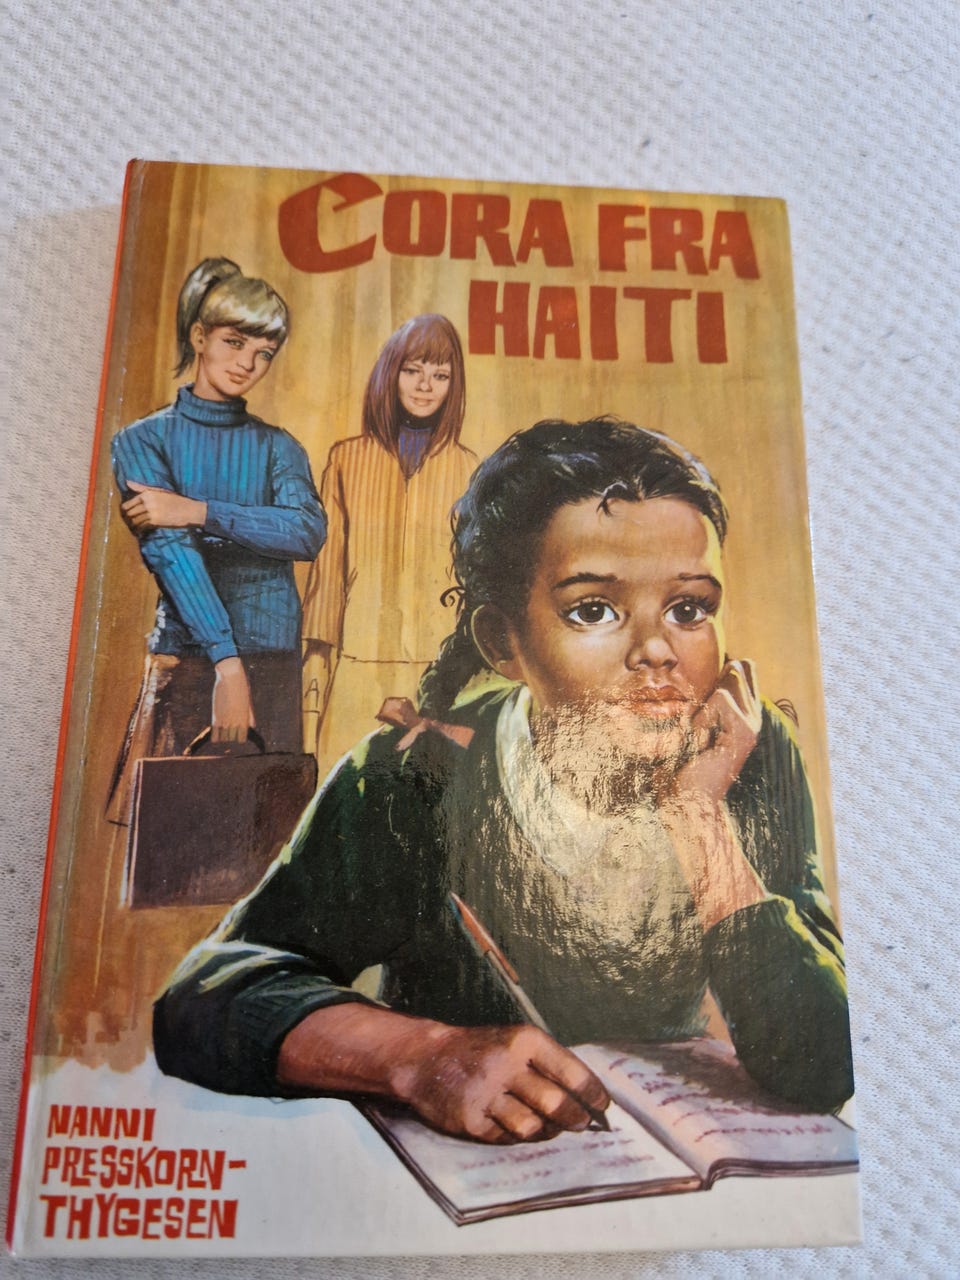 CORA FRA
HAITI
NANNI
PRESSKORN-
THYGESEN